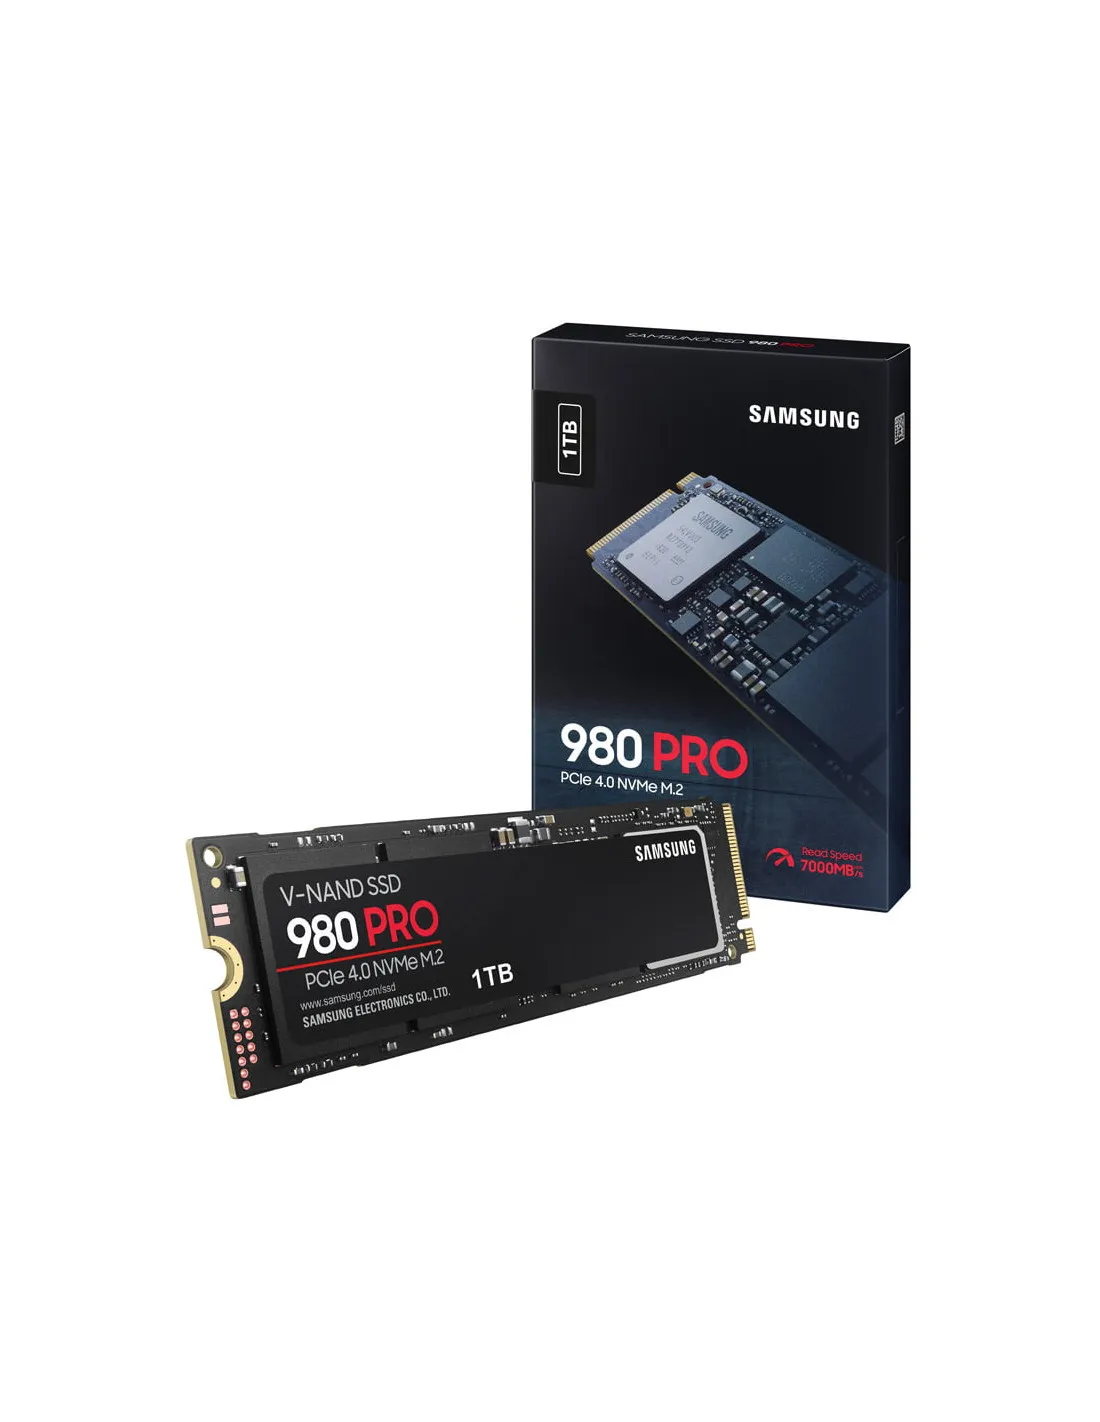 SAMSUNG SSD 980 PRO
SAMSUNG
1TB
SAMSUNG
980 PRO
PCIe 4.0 NVMe M.2
Read Speed
7000MB/s
SAMSUNG
V-NAND SSD
980 PRO
PCIe 4.0 NVMe M.2
1TB
www.samsung.com/ssd
SAMSUNG ELECTRONICS CO., LTD.